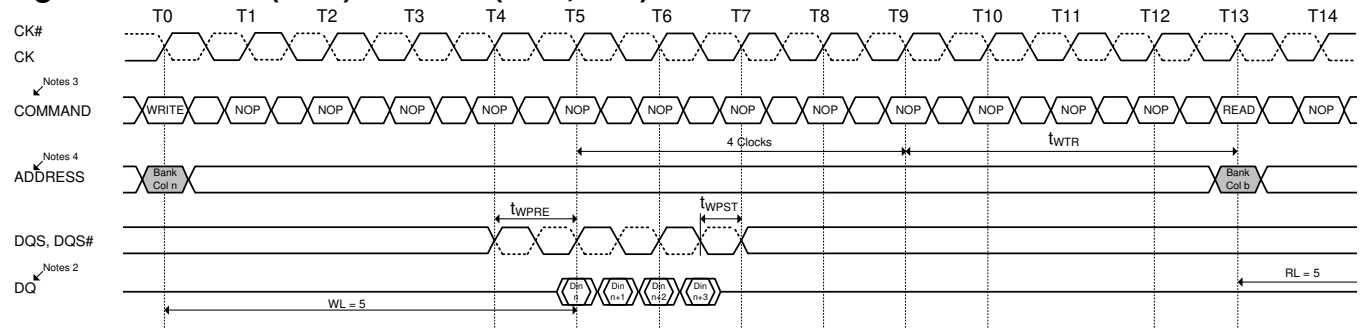 T0 T1 T2 T3 T4 T5 T6 T7 T8 T9 T10 T11 T12 T13 T14
CK#
CK
Notes 3
COMMAND WRITE NOP NOP NOP NOP NOP NOP NOP NOP NOP NOP NOP NOP READ NOP
4 Clocks tWTR
Notes 4
ADDRESS Bank Col n Bank Col b
tWPRE tWPST
DQS, DQS#
Notes 2
DQ Din n Din n+1 Din n+2 Din n+3 RL = 5
WL = 5